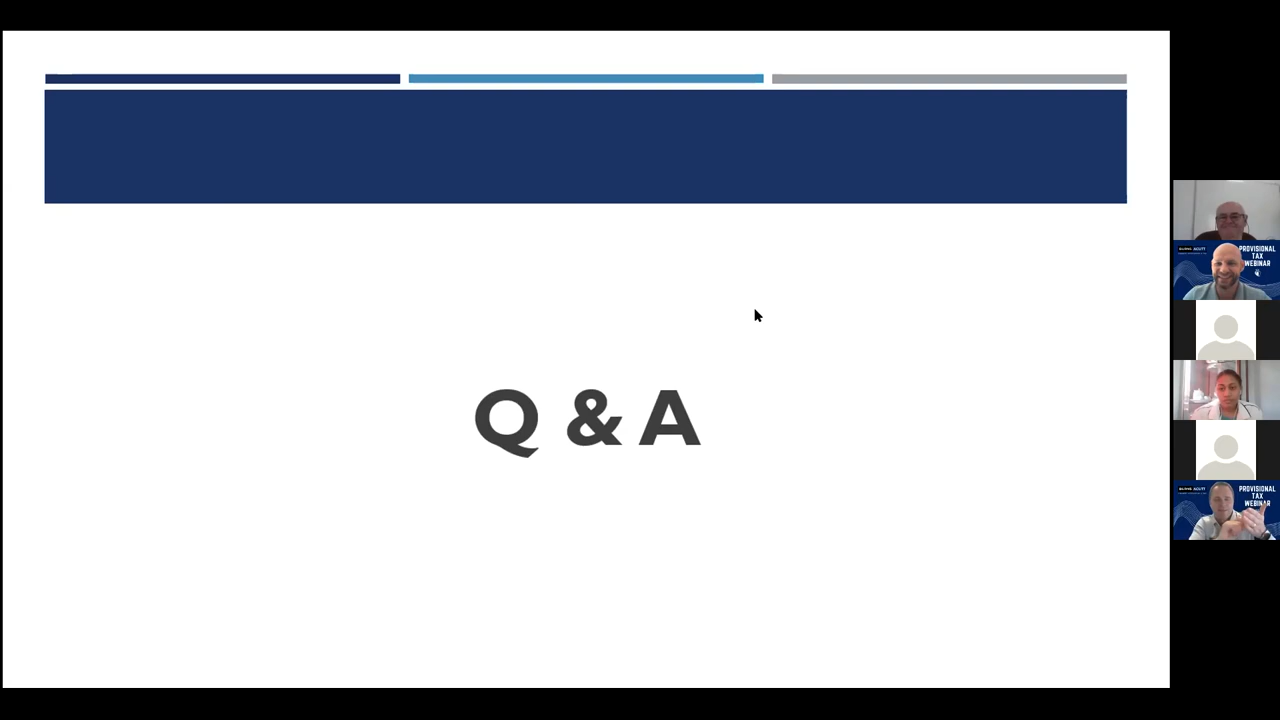 Q & A
PROVISIONAL
TAX
WEBINAR
PROVISIONAL
TAX
WEBINAR